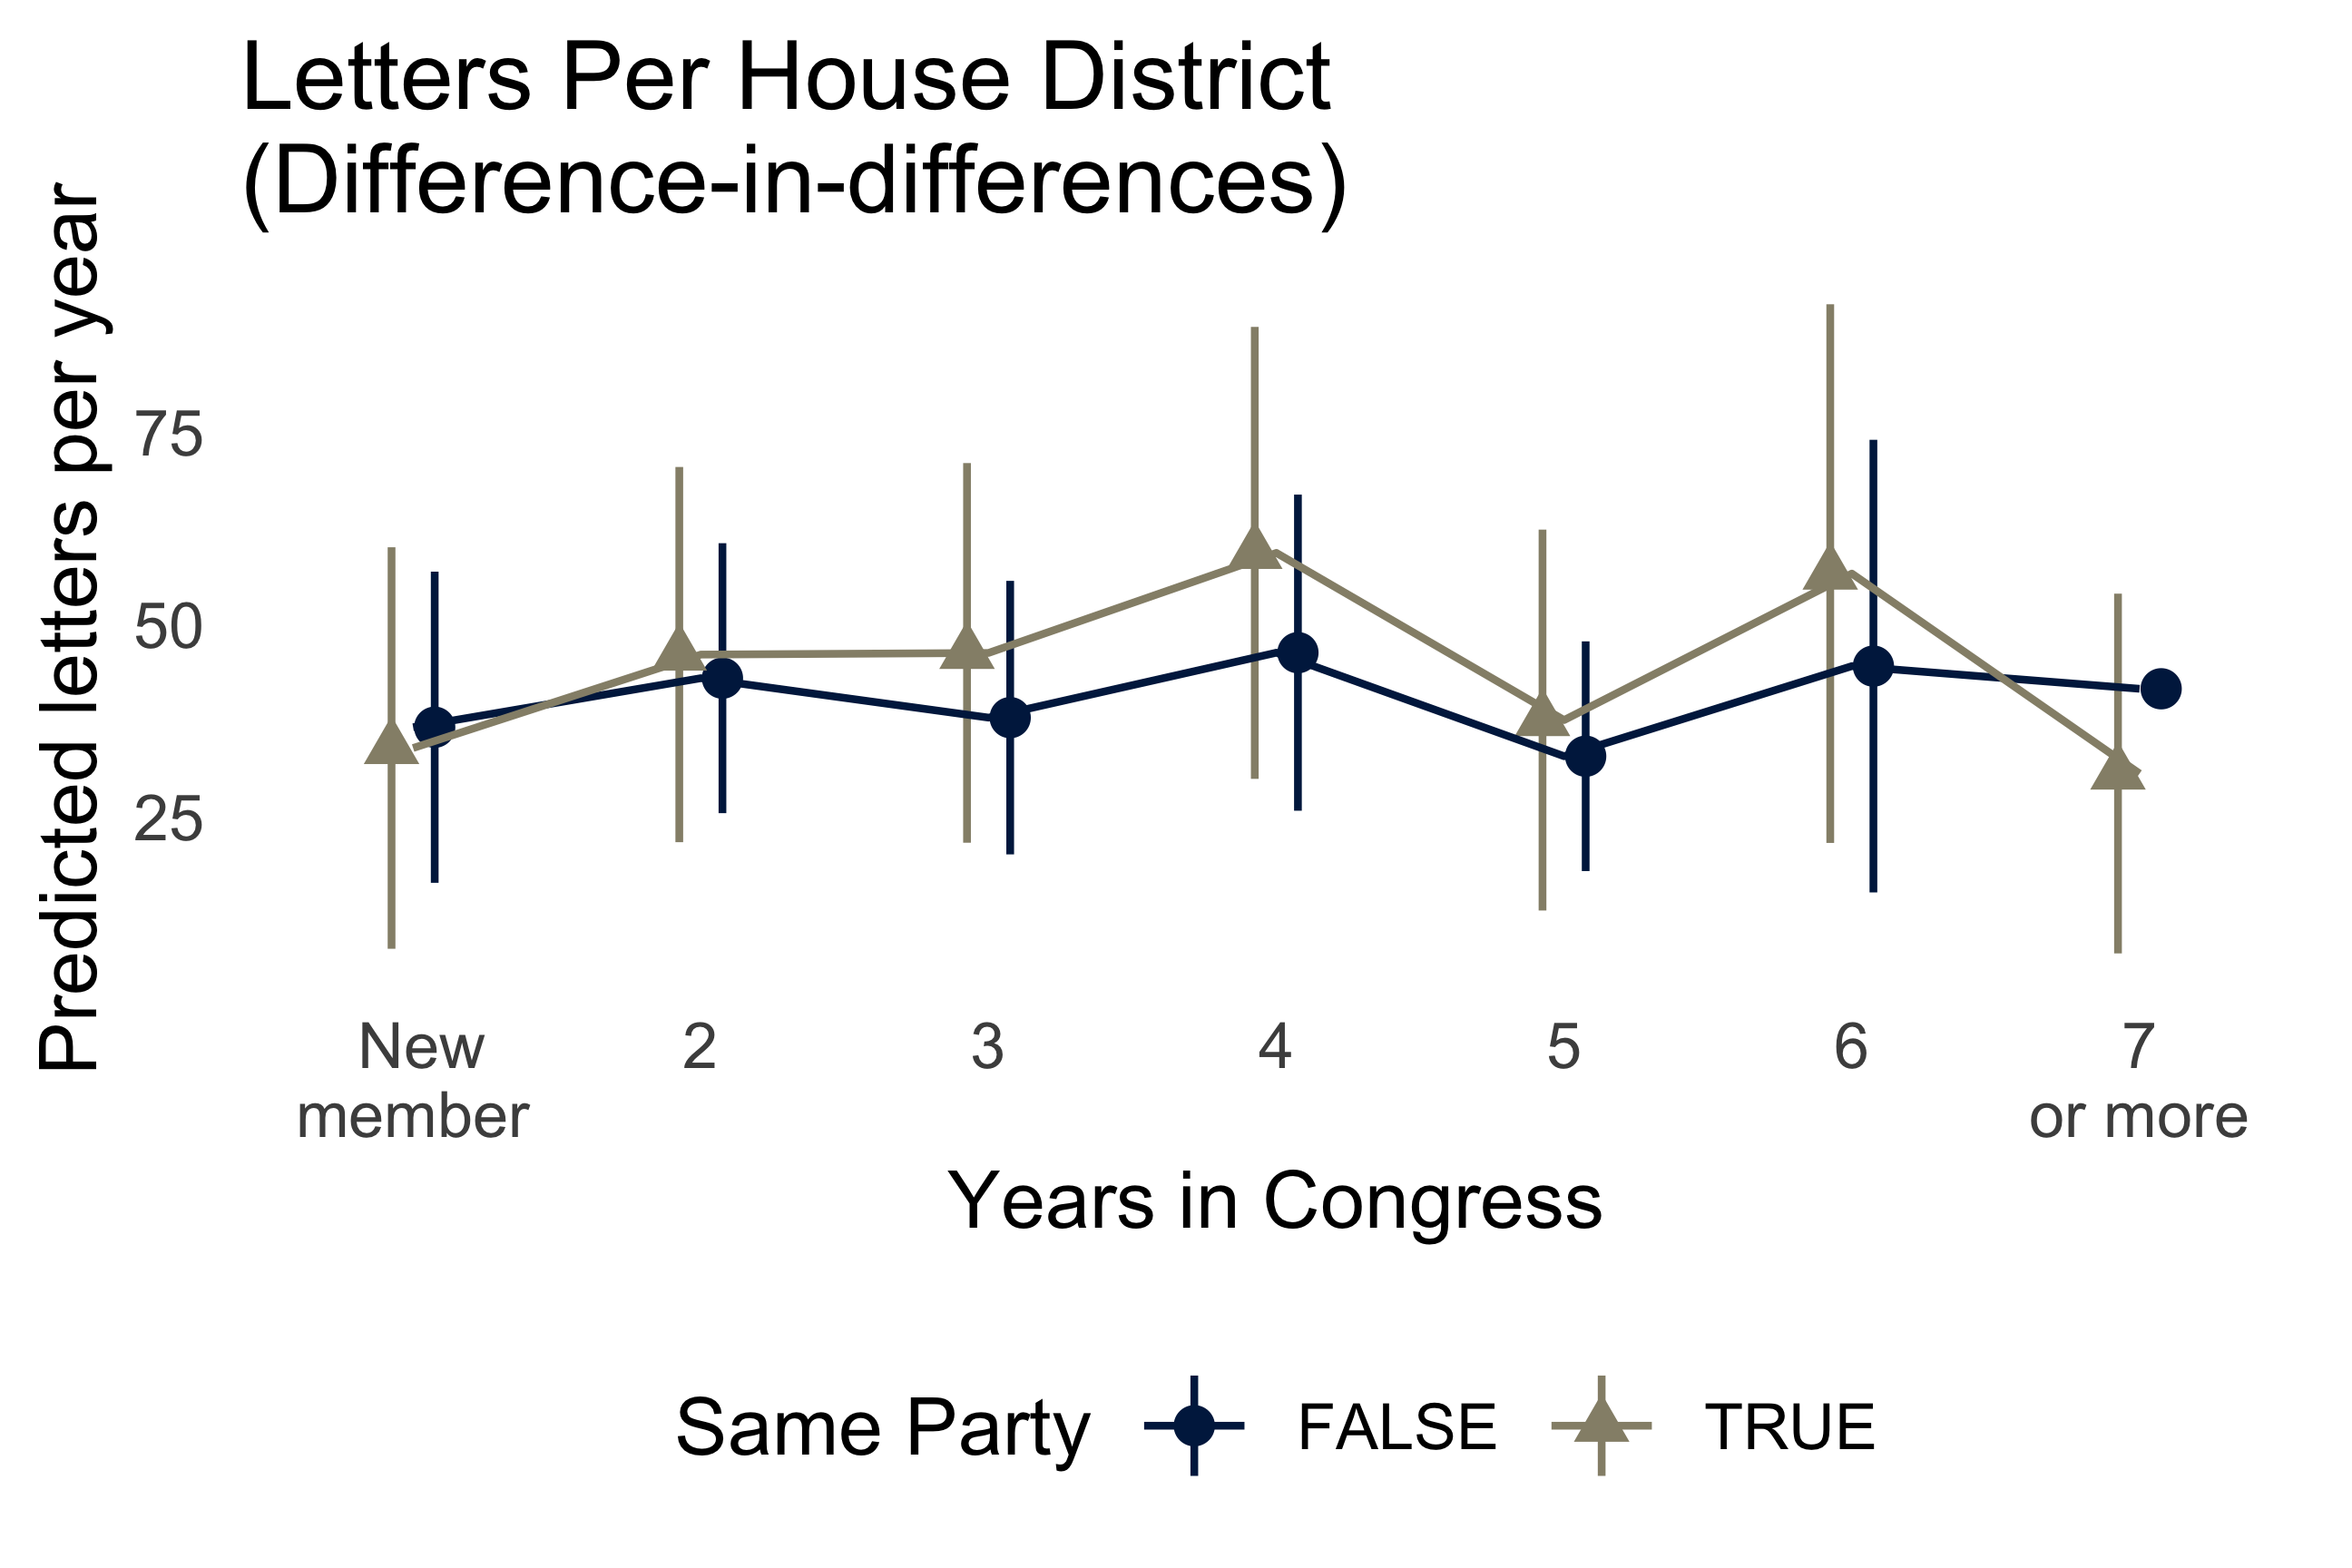 Letters Per House District
(Difference-in-differences)
Predicted letters per year
75
50
25
New
member
2
3
4
5
6
7
or more
Years in Congress
Same Party
FALSE
TRUE